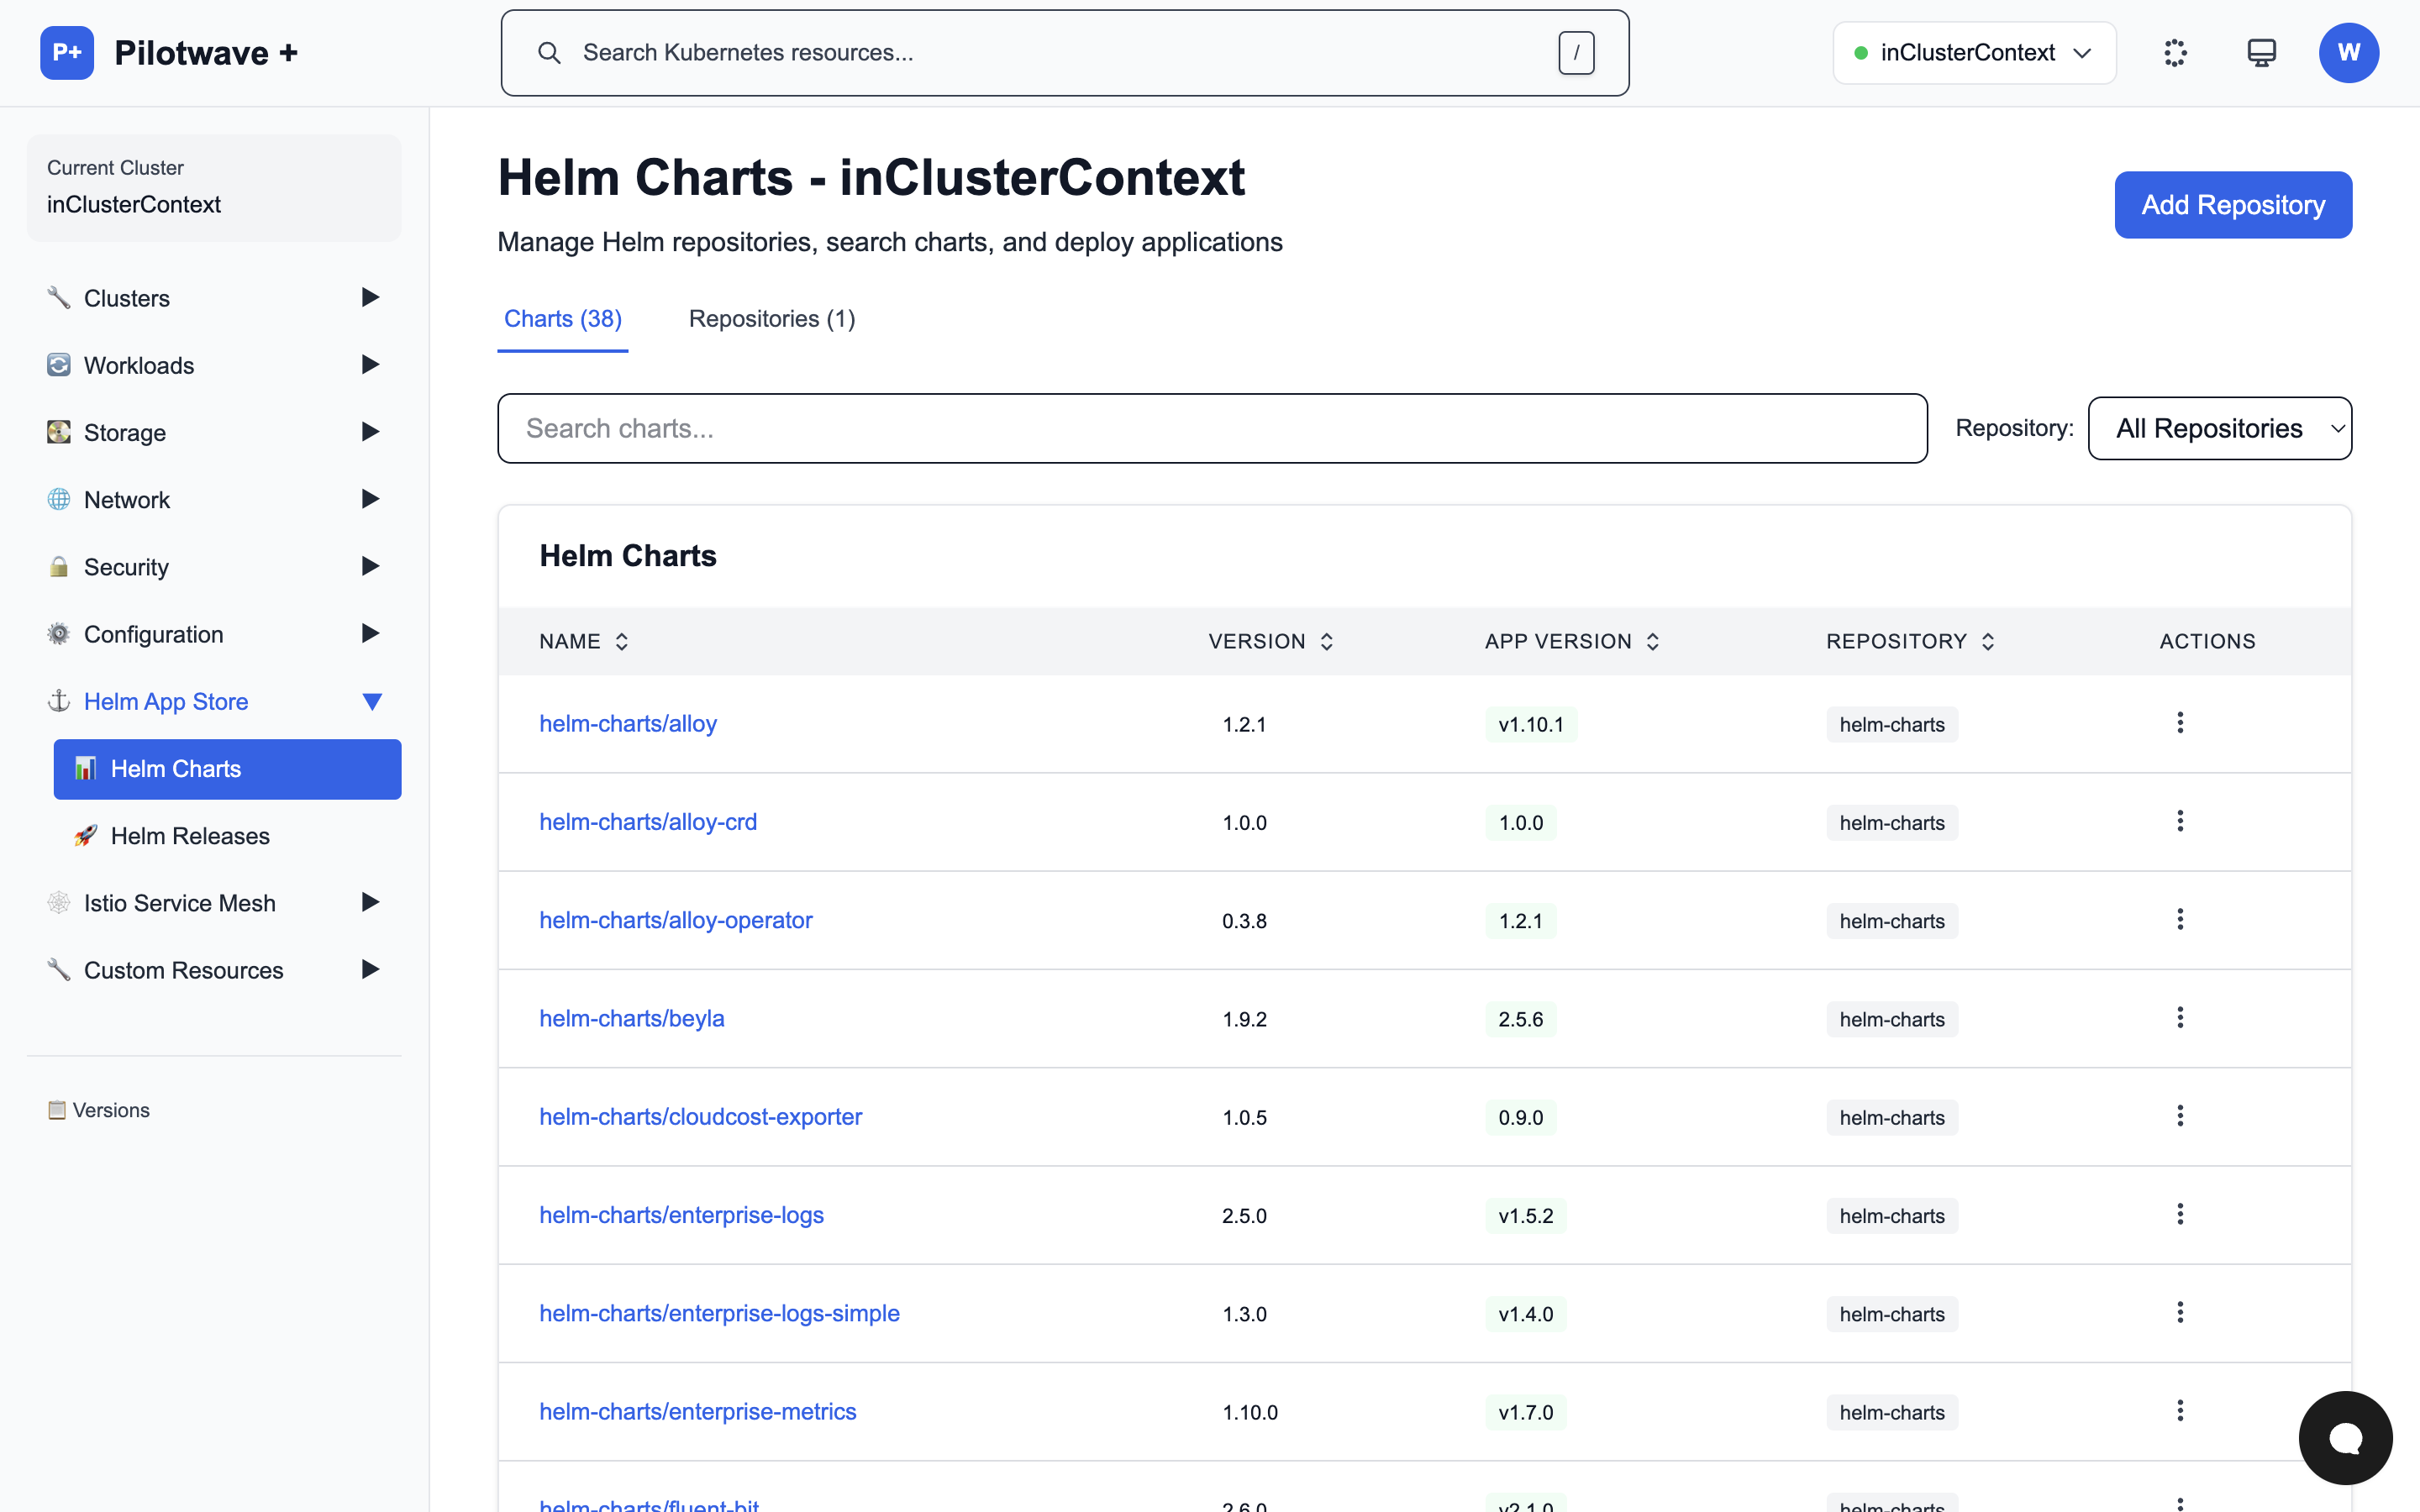 P+ Pilotwave +
Search Kubernetes resources... /
inClusterContext
W
Current Cluster
inClusterContext
Clusters
Workloads
Storage
Network
Security
Configuration
Helm App Store
Helm Charts
Helm Releases
Istio Service Mesh
Custom Resources
Versions
Helm Charts - inClusterContext
Manage Helm repositories, search charts, and deploy applications
Add Repository
Charts (38) Repositories (1)
Search charts...
Repository: All Repositories
Helm Charts
NAME VERSION APP VERSION REPOSITORY ACTIONS
helm-charts/alloy 1.2.1 v1.10.1 helm-charts
helm-charts/alloy-crd 1.0.0 1.0.0 helm-charts
helm-charts/alloy-operator 0.3.8 1.2.1 helm-charts
helm-charts/beyla 1.9.2 2.5.6 helm-charts
helm-charts/cloudcost-exporter 1.0.5 0.9.0 helm-charts
helm-charts/enterprise-logs 2.5.0 v1.5.2 helm-charts
helm-charts/enterprise-logs-simple 1.3.0 v1.4.0 helm-charts
helm-charts/enterprise-metrics 1.10.0 v1.7.0 helm-charts
helm-charts/fluent-bit 2.6.0 v2.1.0 helm-charts